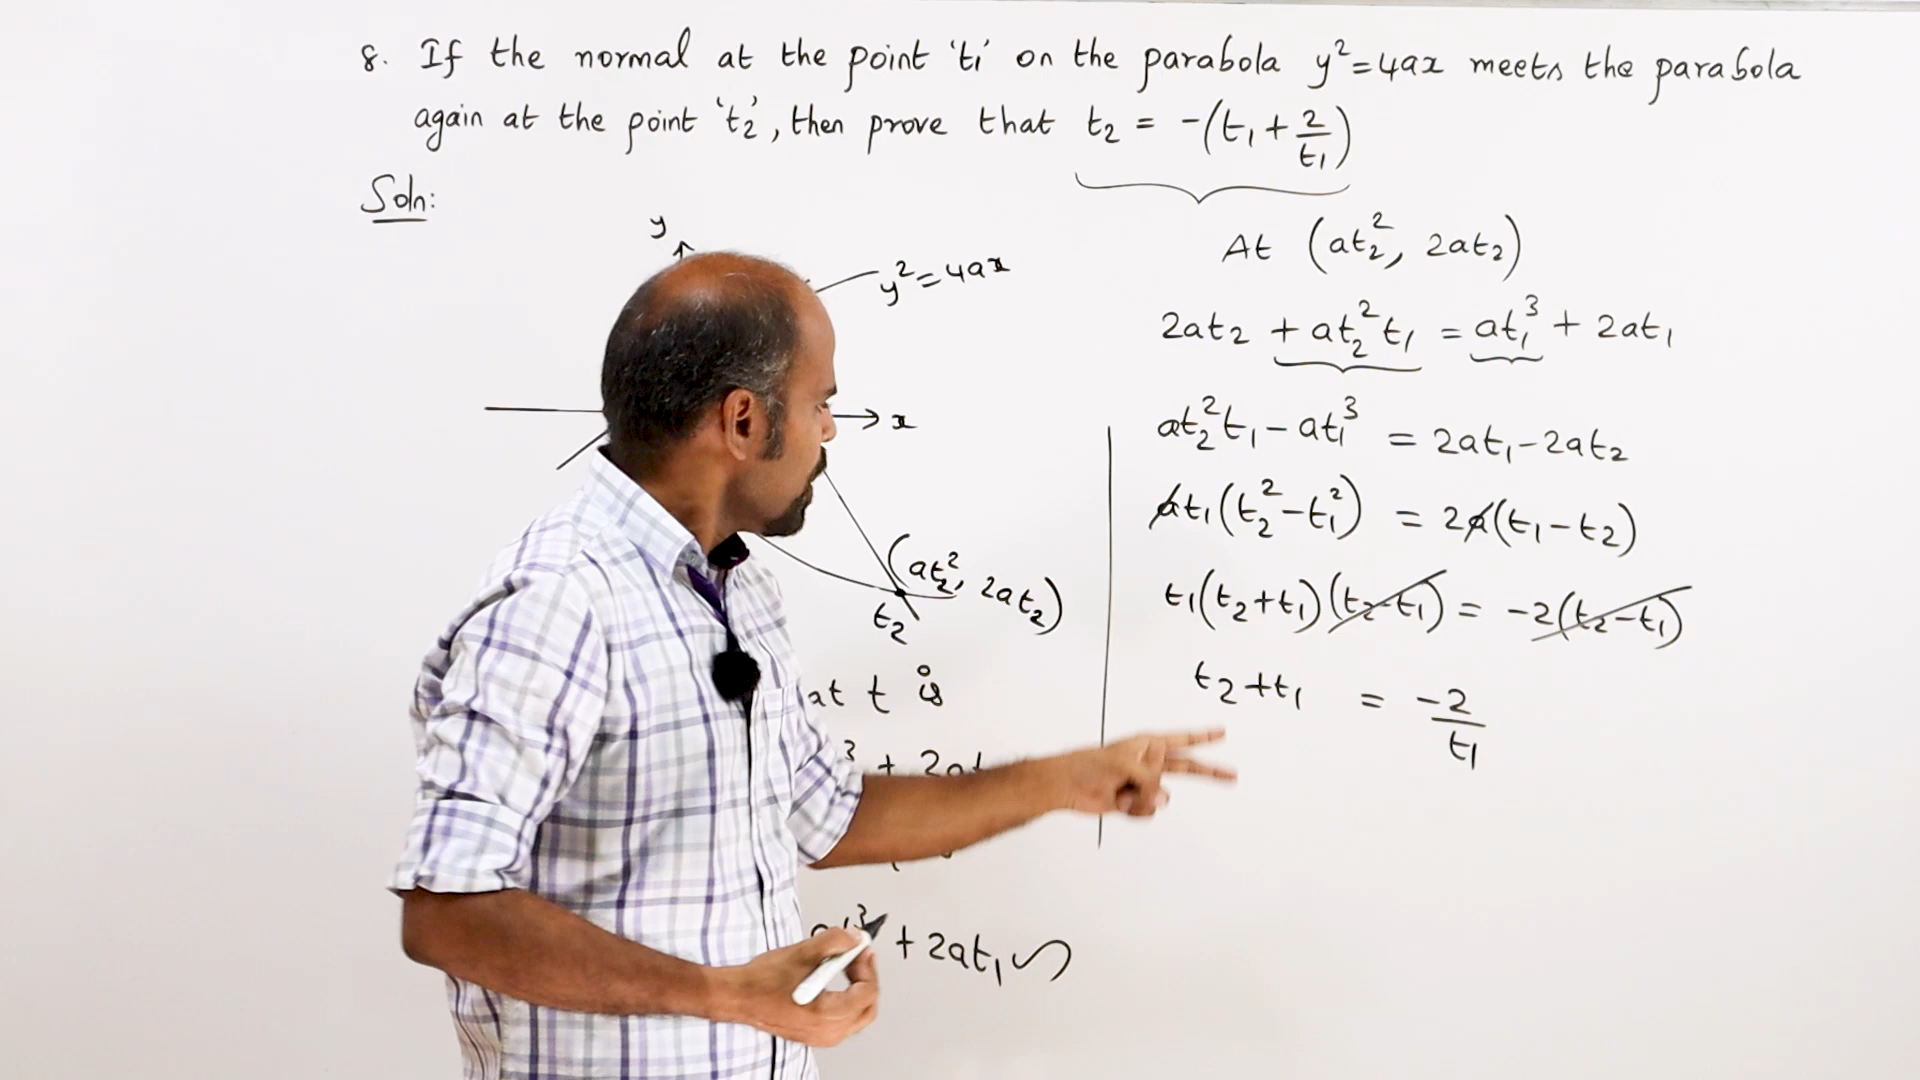 8. If the normal at the point 't₁' on the parabola y²=4ax meets the parabola
again at the point 't₂', then prove that t₂ = -(t₁ + 2/t₁)
Soln:
y
y²=4ax
x
(at₂², 2at₂)
t₂
at t is
³ + 2at
³ + 2at₁
At (at₂², 2at₂)
2at₂ + at₂²t₁ = at₁³ + 2at₁
at₂²t₁ - at₁³ = 2at₁ - 2at₂
at₁(t₂² - t₁²) = 2a(t₁ - t₂)
t₁(t₂+t₁)(t₂-t₁) = -2(t₂-t₁)
t₂+t₁ = -2/t₁